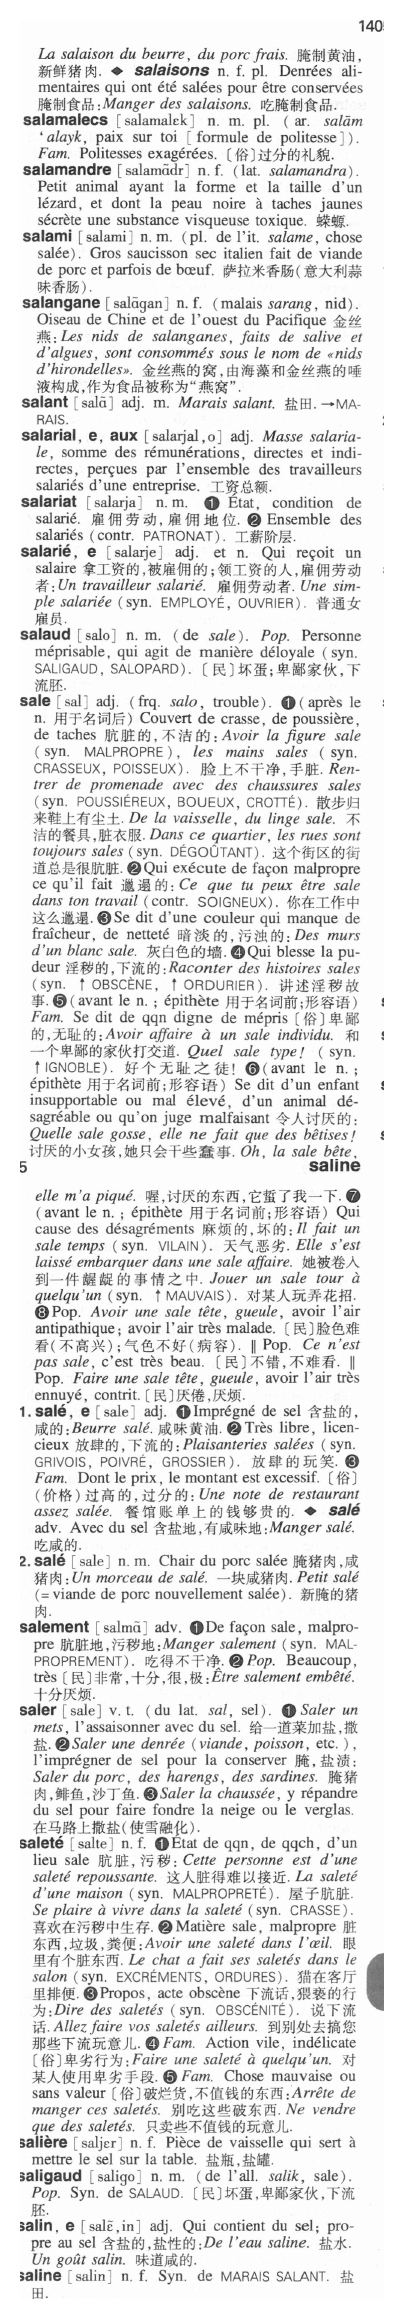 140
La salaison du beurre, du porc frais. 腌制黄油,
新鲜猪肉. ◆ salaisons n. f. pl. Denrées ali-
mentaires qui ont été salées pour être conservées
腌制食品:Manger des salaisons. 吃腌制食品.
salamalecs [salamalɛk] n. m. pl. (ar. salām
‘alayk, paix sur toi [formule de politesse]).
Fam. Politesses exagérées. [俗]过分的礼貌.
salamandre [salamɑ̃dr] n. f. (lat. salamandra).
Petit animal ayant la forme et la taille d'un
lézard, et dont la peau noire à taches jaunes
sécrète une substance visqueuse toxique. 蝾螈.
salami [salami] n. m. (pl. de l'it. salame, chose
salée). Gros saucisson sec italien fait de viande
de porc et parfois de bœuf. 萨拉米香肠(意大利蒜
味香肠).
salangane [salɑ̃gan] n. f. (malais sarang, nid).
Oiseau de Chine et de l'ouest du Pacifique 金丝
燕:Les nids de salanganes, faits de salive et
d'algues, sont consommés sous le nom de «nids
d'hirondelles». 金丝燕的窝,由海藻和金丝燕的唾
液构成,作为食品被称为“燕窝”.
salant [salɑ̃] adj. m. Marais salant. 盐田. →MA-
RAIS.
salarial, e, aux [salarjal,o] adj. Masse salaria-
le, somme des rémunérations, directes et indi-
rectes, perçues par l'ensemble des travailleurs
salariés d'une entreprise. 工资总额.
salariat [salarja] n. m. ❶ État, condition de
salarié. 雇佣劳动,雇佣地位. ❷ Ensemble des
salariés (contr. PATRONAT). 工薪阶层.
salarié, e [salarje] adj. et n. Qui reçoit un
salaire 拿工资的,被雇佣的;领工资的人,雇佣劳动
者:Un travailleur salarié. 雇佣劳动者. Une sim-
ple salariée (syn. EMPLOYÉ, OUVRIER). 普通女
雇员.
salaud [salo] n. m. (de sale). Pop. Personne
méprisable, qui agit de manière déloyale (syn.
SALIGAUD, SALOPARD). [民]坏蛋;卑鄙家伙,下
流胚.
sale [sal] adj. (frq. salo, trouble). ❶(après le
n. 用于名词后) Couvert de crasse, de poussière,
de taches 肮脏的,不洁的:Avoir la figure sale
(syn. MALPROPRE), les mains sales (syn.
CRASSEUX, POISSEUX). 脸上不干净,手脏. Ren-
trer de promenade avec des chaussures sales
(syn. POUSSIÉREUX, BOUEUX, CROTTÉ). 散步归
来鞋上有尘土. De la vaisselle, du linge sale. 不
洁的餐具,脏衣服. Dans ce quartier, les rues sont
toujours sales (syn. DÉGOÛTANT). 这个街区的街
道总是很肮脏. ❷Qui exécute de façon malpropre
ce qu'il fait 邋遢的:Ce que tu peux être sale
dans ton travail (contr. SOIGNEUX). 你在工作中
这么邋遢. ❸Se dit d'une couleur qui manque de
fraîcheur, de netteté 暗淡的,污浊的:Des murs
d'un blanc sale. 灰白色的墙. ❹Qui blesse la pu-
deur 淫秽的,下流的:Raconter des histoires sales
(syn. ↑ OBSCÈNE, ↑ ORDURIER). 讲述淫秽故
事. ❺(avant le n. ; épithète 用于名词前;形容语)
Fam. Se dit de qqn digne de mépris [俗]卑鄙
的,无耻的:Avoir affaire à un sale individu. 和
一个卑鄙的家伙打交道. Quel sale type! (syn.
↑IGNOBLE). 好个无耻之徒! ❻(avant le n. ;
épithète 用于名词前;形容语) Se dit d'un enfant
insupportable ou mal élevé, d'un animal dé-
sagréable ou qu'on juge malfaisant 令人讨厌的:
Quelle sale gosse, elle ne fait que des bêtises!
讨厌的小女孩,她只会干些蠢事. Oh, la sale bête,
5 saline
elle m'a piqué. 喔,讨厌的东西,它蜇了我一下. ❼
(avant le n. ; épithète 用于名词前;形容语) Qui
cause des désagréments 麻烦的,坏的:Il fait un
sale temps (syn. VILAIN). 天气恶劣. Elle s'est
laissé embarquer dans une sale affaire. 她被卷入
到一件龌龊的事情之中. Jouer un sale tour à
quelqu'un (syn. ↑MAUVAIS). 对某人玩弄花招.
❽Pop. Avoir une sale tête, gueule, avoir l'air
antipathique; avoir l'air très malade. [民]脸色难
看(不高兴);气色不好(病容). ‖ Pop. Ce n'est
pas sale, c'est très beau. [民]不错,不难看. ‖
Pop. Faire une sale tête, gueule, avoir l'air très
ennuyé, contrit. [民]厌倦,厌烦.
1. salé, e [sale] adj. ❶Imprégné de sel 含盐的,
咸的:Beurre salé. 咸味黄油. ❷Très libre, licen-
cieux 放肆的,下流的:Plaisanteries salées (syn.
GRIVOIS, POIVRÉ, GROSSIER). 放肆的玩笑. ❸
Fam. Dont le prix, le montant est excessif. [俗]
(价格)过高的,过分的:Une note de restaurant
assez salée. 餐馆账单上的钱够贵的. ◆ salé
adv. Avec du sel 含盐地,有咸味地:Manger salé.
吃咸的.
2. salé [sale] n. m. Chair du porc salée 腌猪肉,咸
猪肉:Un morceau de salé. 一块咸猪肉. Petit salé
(=viande de porc nouvellement salée). 新腌的猪
肉.
salement [salmɑ̃] adv. ❶De façon sale, malpro-
pre 肮脏地,污秽地:Manger salement (syn. MAL-
PROPREMENT). 吃得不干净. ❷Pop. Beaucoup,
très [民]非常,十分,很,极:Être salement embêté.
十分厌烦.
saler [sale] v. t. (du lat. sal, sel). ❶ Saler un
mets, l'assaisonner avec du sel. 给一道菜加盐,撒
盐. ❷Saler une denrée (viande, poisson, etc.),
l'imprégner de sel pour la conserver 腌,盐渍:
Saler du porc, des harengs, des sardines. 腌猪
肉,鲱鱼,沙丁鱼. ❸Saler la chaussée, y répandre
du sel pour faire fondre la neige ou le verglas.
在马路上撒盐(使雪融化).
saleté [salte] n. f. ❶État de qqn, de qqch, d'un
lieu sale 肮脏,污秽: Cette personne est d'une
saleté repoussante. 这人脏得难以接近. La saleté
d'une maison (syn. MALPROPRETÉ). 屋子肮脏.
Se plaire à vivre dans la saleté (syn. CRASSE).
喜欢在污秽中生存. ❷Matière sale, malpropre 脏
东西,垃圾,粪便:Avoir une saleté dans l'œil. 眼
里有个脏东西. Le chat a fait ses saletés dans le
salon (syn. EXCRÉMENTS, ORDURES). 猫在客厅
里排便. ❸Propos, acte obscène 下流话,猥亵的行
为:Dire des saletés (syn. OBSCÉNITÉ). 说下流
话. Allez faire vos saletés ailleurs. 到别处去搞您
那些下流玩意儿. ❹ Fam. Action vile, indélicate
[俗]卑劣行为:Faire une saleté à quelqu'un. 对
某人使用卑劣手段. ❺ Fam. Chose mauvaise ou
sans valeur [俗]破烂货,不值钱的东西:Arrête de
manger ces saletés. 别吃这些破东西. Ne vendre
que des saletés. 只卖些不值钱的玩意儿.
salière [saljɛr] n. f. Pièce de vaisselle qui sert à
mettre le sel sur la table. 盐瓶,盐罐.
saligaud [saligo] n. m. (de l'all. salik, sale).
Pop. Syn. de SALAUD. [民]坏蛋,卑鄙家伙,下流
胚.
salin, e [salɛ̃,in] adj. Qui contient du sel; pro-
pre au sel 含盐的,盐性的:De l'eau saline. 盐水.
Un goût salin. 味道咸的.
saline [salin] n. f. Syn. de MARAIS SALANT. 盐
田.